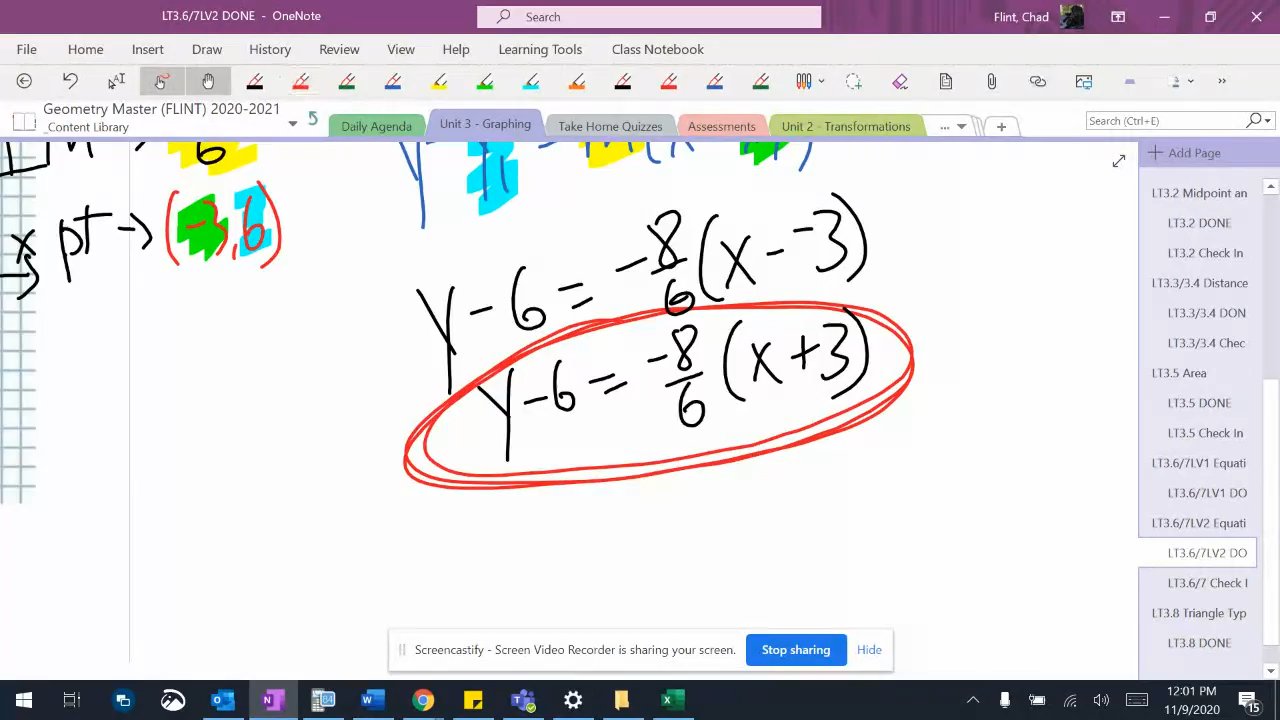 LT3.6/7LV2 DONE - OneNote
Search
Flint, Chad
File Home Insert Draw History Review View Help Learning Tools Class Notebook
Geometry Master (FLINT) 2020-2021
_Content Library
Daily Agenda
Unit 3 - Graphing
Take Home Quizzes
Assessments
Unit 2 - Transformations
...
Search (Ctrl+E)
Add Page
LT3.2 Midpoint an
LT3.2 DONE
LT3.2 Check In
LT3.3/3.4 Distance
LT3.3/3.4 DON
LT3.3/3.4 Chec
LT3.5 Area
LT3.5 DONE
LT3.5 Check In
LT3.6/7LV1 Equati
LT3.6/7LV1 DO
LT3.6/7LV2 Equati
LT3.6/7LV2 DO
LT3.6/7 Check I
LT3.8 Triangle Typ
LT3.8 DONE
6
x pt → (-3,6)
y-6 = -8/6 (x - -3)
y-6 = -8/6 (x+3)
Screencastify - Screen Video Recorder is sharing your screen.
Stop sharing
Hide
12:01 PM
11/9/2020
15